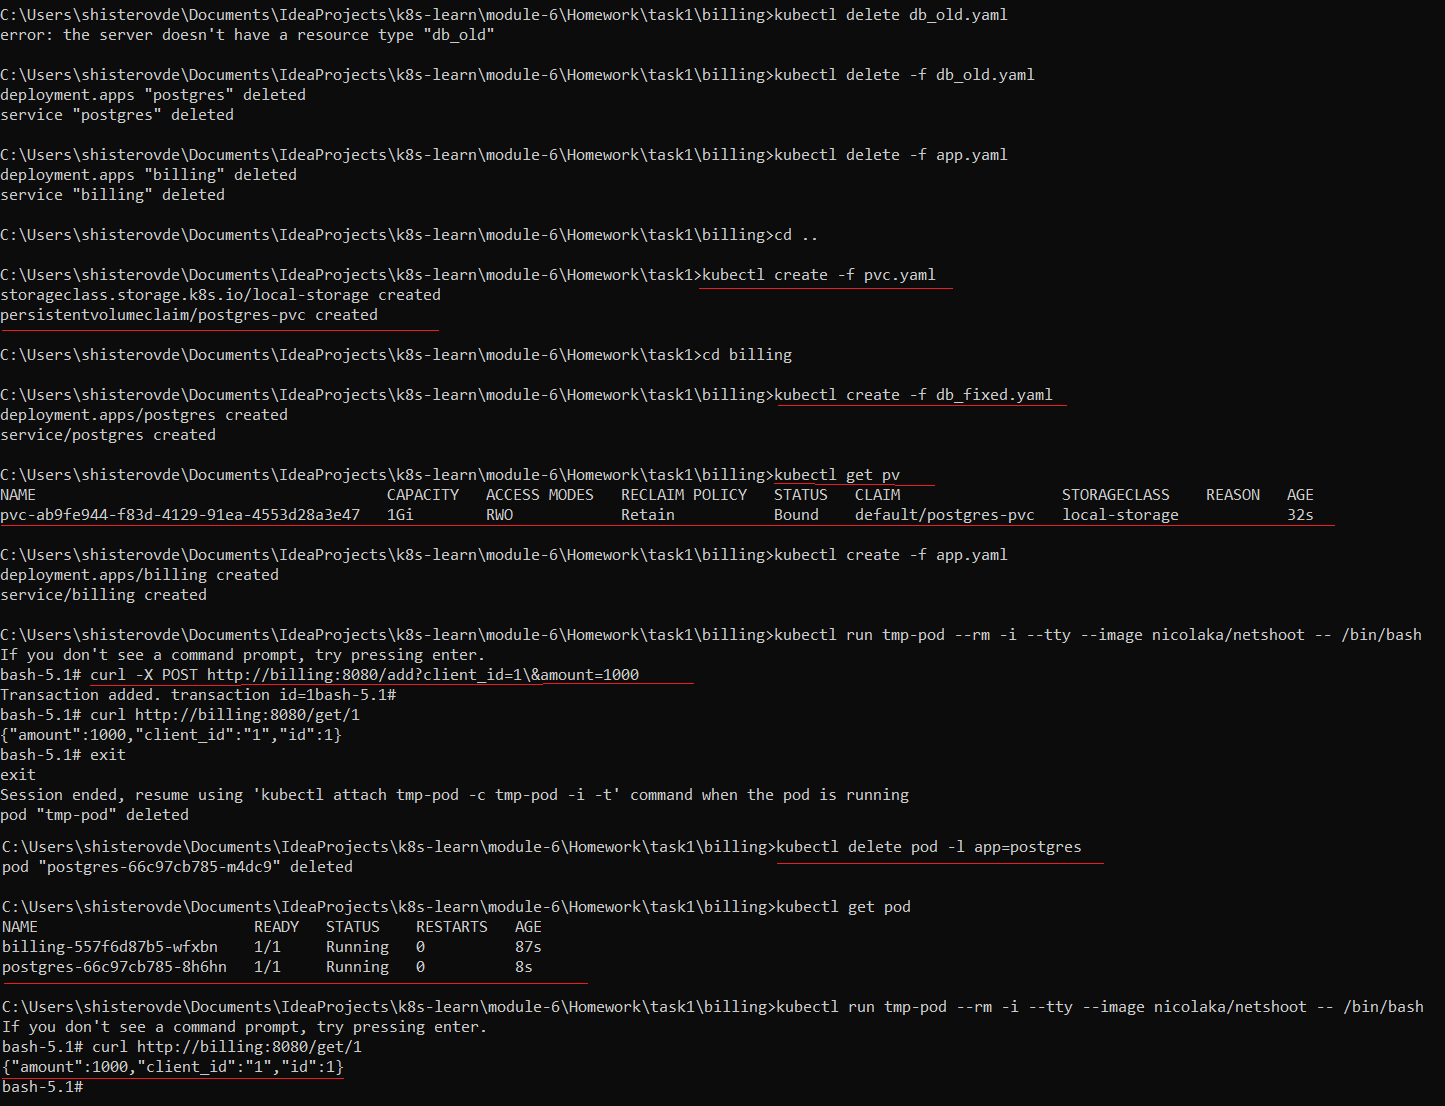 C:\Users\shisterovde\Documents\IdeaProjects\k8s-learn\module-6\Homework\task1\billing>kubectl delete db_old.yaml
error: the server doesn't have a resource type "db_old"
C:\Users\shisterovde\Documents\IdeaProjects\k8s-learn\module-6\Homework\task1\billing>kubectl delete -f db_old.yaml
deployment.apps "postgres" deleted
service "postgres" deleted
C:\Users\shisterovde\Documents\IdeaProjects\k8s-learn\module-6\Homework\task1\billing>kubectl delete -f app.yaml
deployment.apps "billing" deleted
service "billing" deleted
C:\Users\shisterovde\Documents\IdeaProjects\k8s-learn\module-6\Homework\task1\billing>cd ..
C:\Users\shisterovde\Documents\IdeaProjects\k8s-learn\module-6\Homework\task1>kubectl create -f pvc.yaml
storageclass.storage.k8s.io/local-storage created
persistentvolumeclaim/postgres-pvc created
C:\Users\shisterovde\Documents\IdeaProjects\k8s-learn\module-6\Homework\task1>cd billing
C:\Users\shisterovde\Documents\IdeaProjects\k8s-learn\module-6\Homework\task1\billing>kubectl create -f db_fixed.yaml
deployment.apps/postgres created
service/postgres created
C:\Users\shisterovde\Documents\IdeaProjects\k8s-learn\module-6\Homework\task1\billing>kubectl get pv
NAME CAPACITY ACCESS MODES RECLAIM POLICY STATUS CLAIM STORAGECLASS REASON AGE
pvc-ab9fe944-f83d-4129-91ea-4553d28a3e47 1Gi RWO Retain Bound default/postgres-pvc local-storage 32s
C:\Users\shisterovde\Documents\IdeaProjects\k8s-learn\module-6\Homework\task1\billing>kubectl create -f app.yaml
deployment.apps/billing created
service/billing created
C:\Users\shisterovde\Documents\IdeaProjects\k8s-learn\module-6\Homework\task1\billing>kubectl run tmp-pod --rm -i --tty --image nicolaka/netshoot -- /bin/bash
If you don't see a command prompt, try pressing enter.
bash-5.1# curl -X POST http://billing:8080/add?client_id=1\&amount=1000
Transaction added. transaction id=1bash-5.1#
bash-5.1# curl http://billing:8080/get/1
{"amount":1000,"client_id":"1","id":1}
bash-5.1# exit
exit
Session ended, resume using 'kubectl attach tmp-pod -c tmp-pod -i -t' command when the pod is running
pod "tmp-pod" deleted
C:\Users\shisterovde\Documents\IdeaProjects\k8s-learn\module-6\Homework\task1\billing>kubectl delete pod -l app=postgres
pod "postgres-66c97cb785-m4dc9" deleted
C:\Users\shisterovde\Documents\IdeaProjects\k8s-learn\module-6\Homework\task1\billing>kubectl get pod
NAME READY STATUS RESTARTS AGE
billing-557f6d87b5-wfxbn 1/1 Running 0 87s
postgres-66c97cb785-8h6hn 1/1 Running 0 8s
C:\Users\shisterovde\Documents\IdeaProjects\k8s-learn\module-6\Homework\task1\billing>kubectl run tmp-pod --rm -i --tty --image nicolaka/netshoot -- /bin/bash
If you don't see a command prompt, try pressing enter.
bash-5.1# curl http://billing:8080/get/1
{"amount":1000,"client_id":"1","id":1}
bash-5.1#